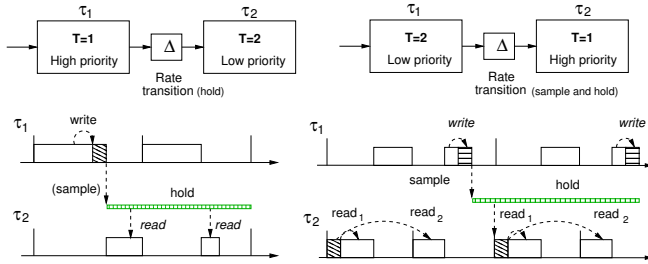 τ1
τ2
T=1
High priority
Δ
T=2
Low priority
Rate
transition (hold)
τ1
write
(sample)
hold
τ2
read
read
τ1
τ2
T=2
Low priority
Δ
T=1
High priority
Rate
transition (sample and hold)
τ1
write
write
sample
hold
τ2
read1
read2
read1
read2